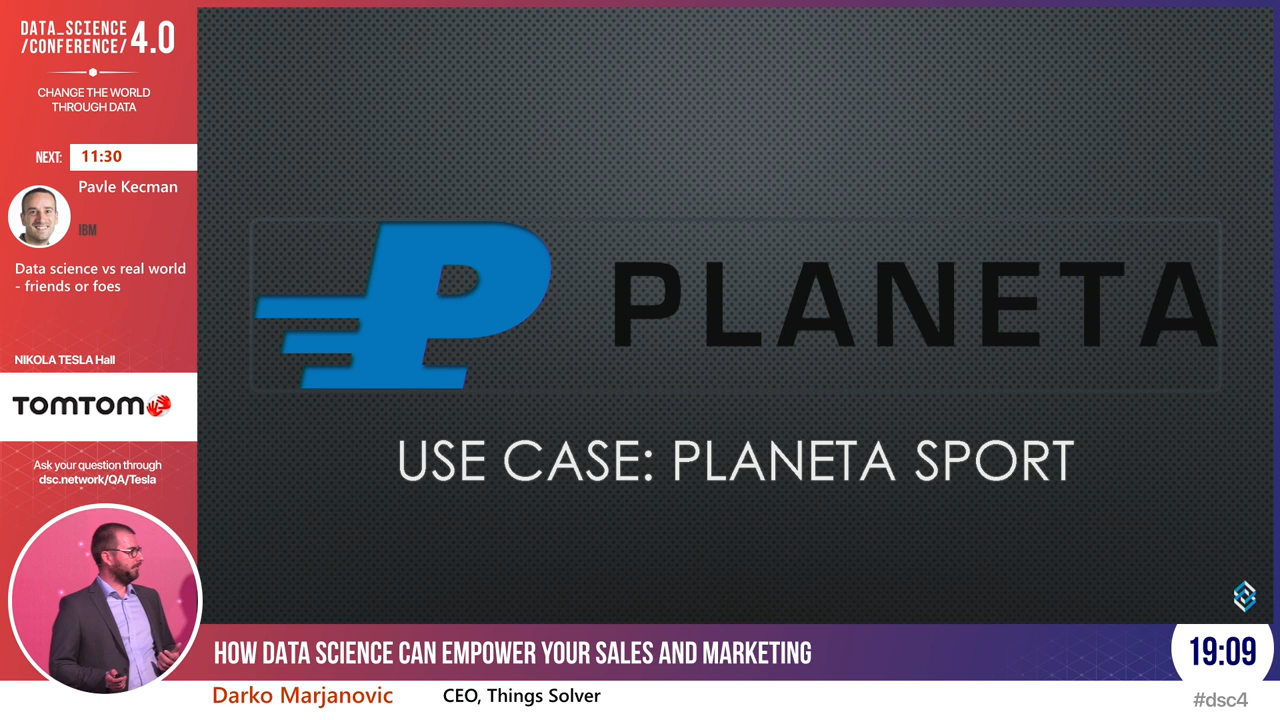 DATA_SCIENCE
/CONFERENCE/ 4.0
CHANGE THE WORLD
THROUGH DATA
NEXT: 11:30
Pavle Kecman
IBM
Data science vs real world
- friends or foes
NIKOLA TESLA Hall
TOMTOM
Ask your question through
dsc.network/QA/Tesla
P PLANETA
USE CASE: PLANETA SPORT
HOW DATA SCIENCE CAN EMPOWER YOUR SALES AND MARKETING
19:09
Darko Marjanovic CEO, Things Solver
#dsc4